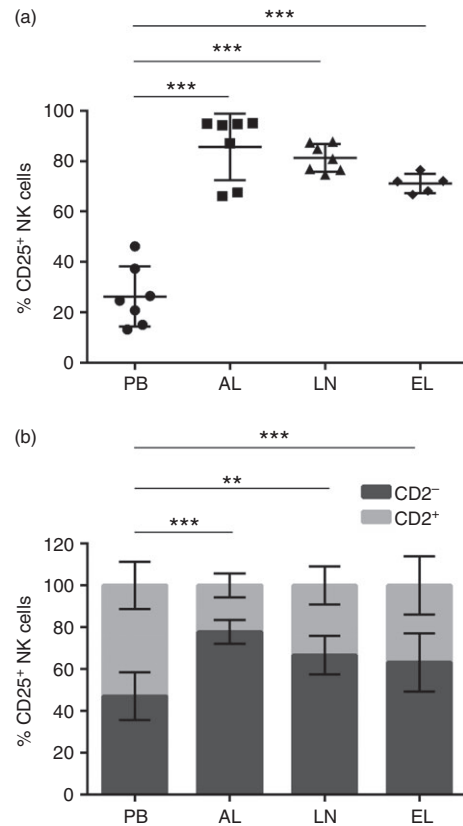 (a)
***
***
***
% CD25⁺ NK cells
100
80
60
40
20
0
PB AL LN EL
(b)
***
**
***
CD2⁻
CD2⁺
% CD25⁺ NK cells
120
100
80
60
40
20
0
PB AL LN EL